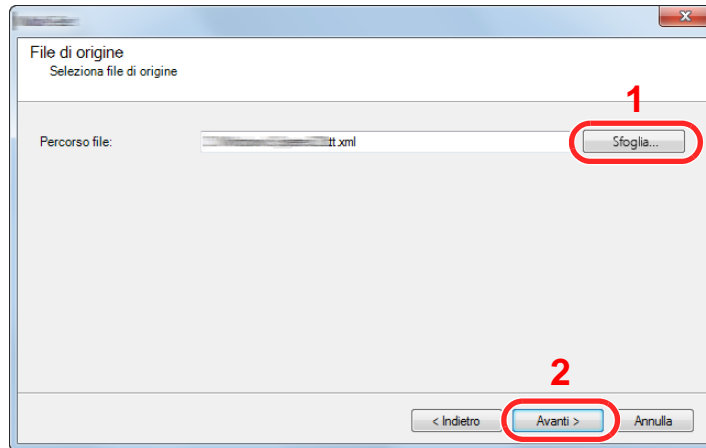 File di origine
Seleziona file di origine
1
Percorso file: tt.xml Sfoglia...
2
< Indietro Avanti > Annulla